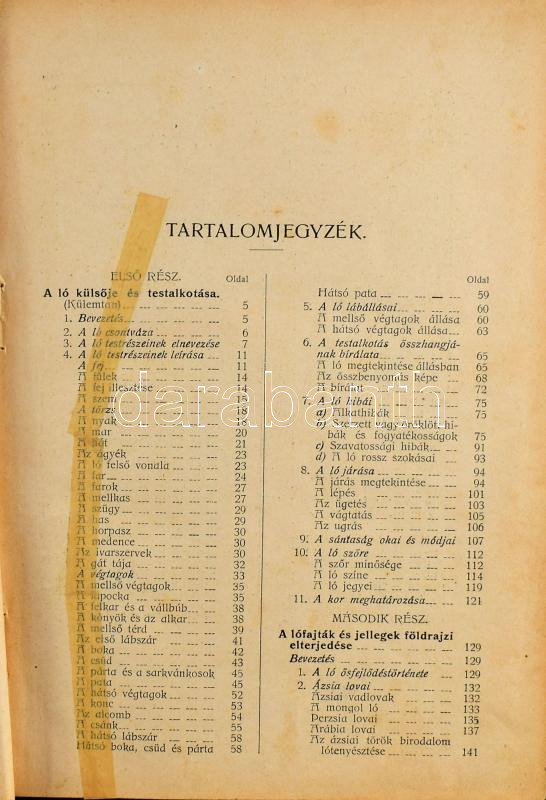 TARTALOMJEGYZÉK.
ELSŐ RÉSZ.
Oldal
A ló külsője és testalkotása.
(Külemtan) 5
1. Bevezetés 5
2. A ló csontváza 6
3. A ló testrészeinek elnevezése 7
4. A ló testrészeinek leírása 11
A fej 11
A fülek 14
A fej illesztése 14
A szem 15
A törzs 18
A nyak 18
A mar 20
A hát 21
Az ágyék 23
A ló felső vonala 23
A far 24
A farok 27
A mellkas 27
A szügy 29
A has 29
A horpasz 30
A medence 30
Az ivarszervek 30
A gát tája 32
A végtagok 33
A mellső végtagok 35
A lapocka 35
A felkar és a vállbúb 38
A könyök és az alkar 38
A mellső térd 39
Az első lábszár 41
A boka 42
A csüd 43
A párta és a sarkvánkosok 45
A pata 45
A hátsó végtagok 52
A konc 53
Az alcomb 54
A csánk 55
A hátsó lábszár 58
Hátsó boka, csüd és párta 58
Oldal
Hátsó pata 59
5. A ló lábállásai 60
A mellső végtagok állása 60
A hátsó végtagok állása 63
6. A testalkotás összhangjá-
nak bírálata 65
A ló megtekintése állásban 65
Az összbenyomás képe 68
A bíráló 72
7. A ló hibái 75
a) Alkathibák 75
b) Szerzett vagy öröklött hi-
bák és fogyatékosságok 75
c) Szavatossági hibák 91
d) A ló rossz szokásai 93
8. A ló járása 94
A járás megtekintése 94
A lépés 101
Az ügetés 103
A vágtatás 105
Az ugrás 106
9. A sántaság okai és módjai 107
10. A ló szőre 112
A szőr minősége 112
A ló színe 114
A ló jegyei 119
11. A kor meghatározása 121
MÁSODIK RÉSZ.
A lófajták és jellegek földrajzi
elterjedése 129
Bevezetés 129
1. A ló ősfejlődéstörténete 129
2. Ázsia lovai 132
Ázsiai vadlovak 132
A mongol ló 133
Perzsia lovai 135
Arábia lovai 137
Az ázsiai török birodalom
lótenyésztése 141
darabanth